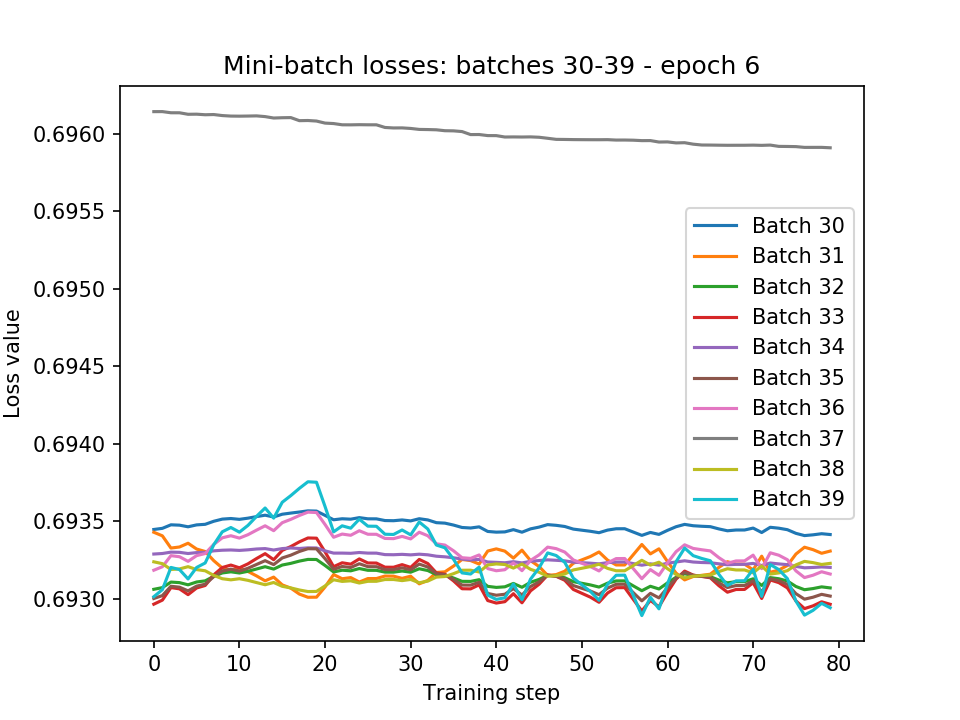 Mini-batch losses: batches 30-39 - epoch 6
Loss value
0.6960
0.6955
0.6950
0.6945
0.6940
0.6935
0.6930
Batch 30
Batch 31
Batch 32
Batch 33
Batch 34
Batch 35
Batch 36
Batch 37
Batch 38
Batch 39
0 10 20 30 40 50 60 70 80
Training step